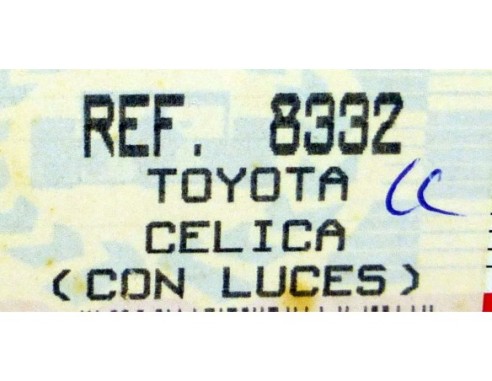 REF. 8332
TOYOTA
CELICA
(CON LUCES)